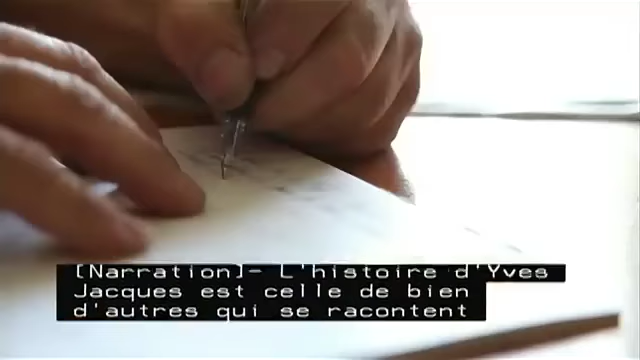 [Narration]- L'histoire d'Yves
Jacques est celle de bien
d'autres qui se racontent